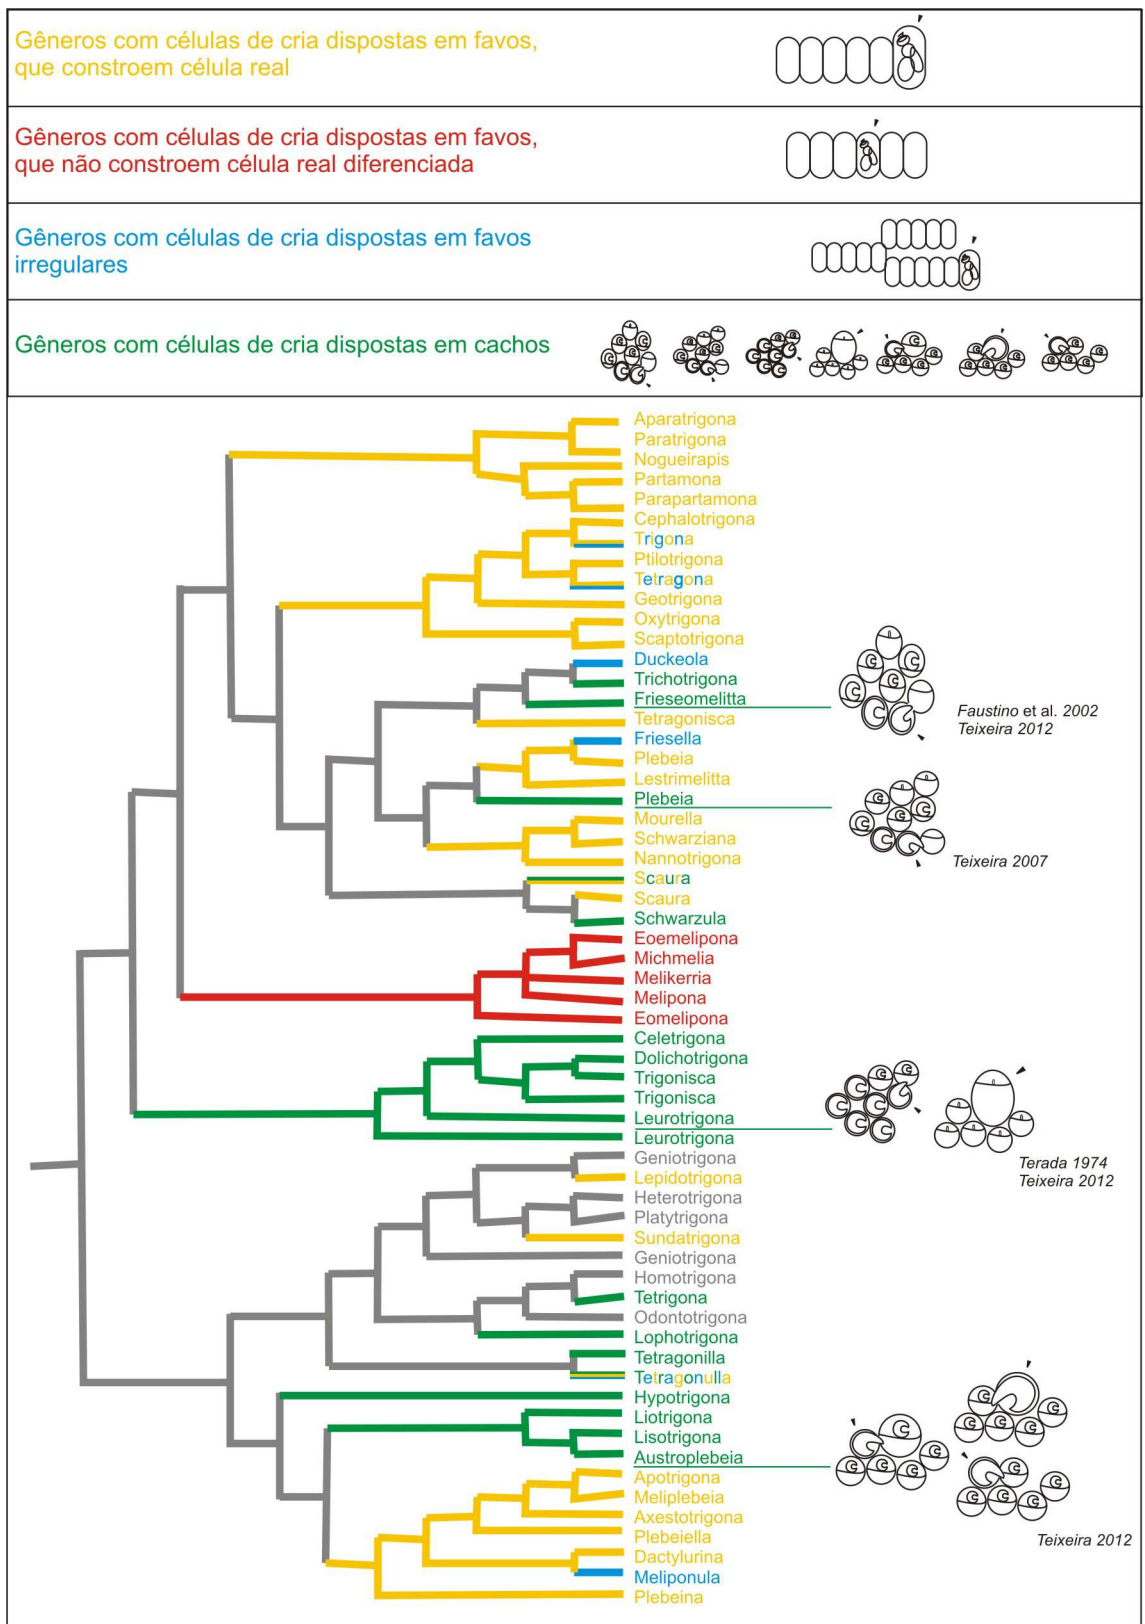 Gêneros com células de cria dispostas em favos,
que constroem célula real
Gêneros com células de cria dispostas em favos,
que não constroem célula real diferenciada
Gêneros com células de cria dispostas em favos
irregulares
Gêneros com células de cria dispostas em cachos
Aparatrigona
Paratrigona
Nogueirapis
Partamona
Parapartamona
Cephalotrigona
Trigona
Ptilotrigona
Tetragona
Geotrigona
Oxytrigona
Scaptotrigona
Duckeola
Trichotrigona
Frieseomelitta
Faustino et al. 2002
Teixeira 2012
Tetragonisca
Friesella
Plebeia
Lestrimelitta
Plebeia
Mourella
Schwarziana
Nannotrigona
Teixeira 2007
Scaura
Scaura
Schwarzula
Eoemelipona
Michmelia
Melikerria
Melipona
Eomelipona
Celetrigona
Dolichotrigona
Trigonisca
Trigonisca
Leurotrigona
Leurotrigona
Terada 1974
Teixeira 2012
Geniotrigona
Lepidotrigona
Heterotrigona
Platytrigona
Sundatrigona
Geniotrigona
Homotrigona
Tetrigona
Odontotrigona
Lophotrigona
Tetragonilla
Tetragonulla
Hypotrigona
Liotrigona
Lisotrigona
Austroplebeia
Apotrigona
Meliplebeia
Axestotrigona
Plebeiella
Teixeira 2012
Dactylurina
Meliponula
Plebeina